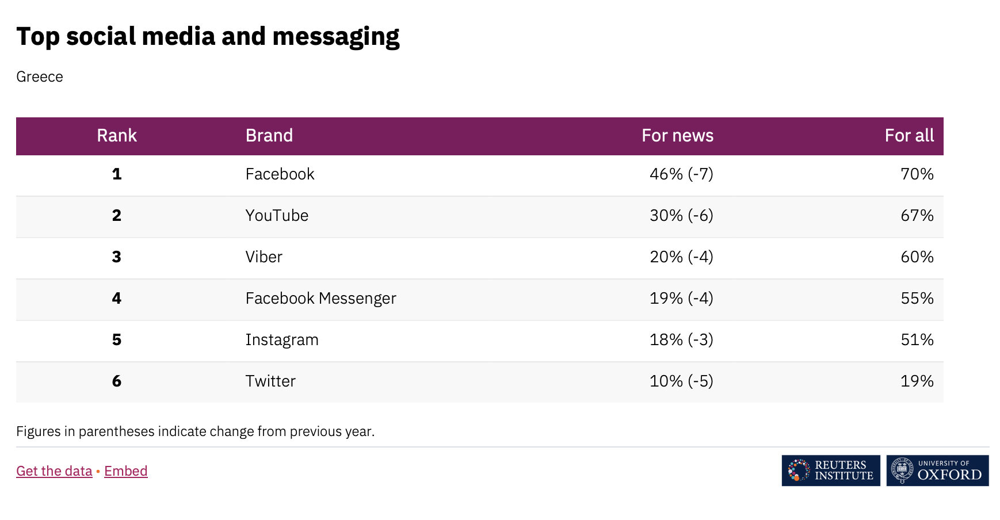 Top social media and messaging
Greece
Rank Brand For news For all
1 Facebook 46% (-7) 70%
2 YouTube 30% (-6) 67%
3 Viber 20% (-4) 60%
4 Facebook Messenger 19% (-4) 55%
5 Instagram 18% (-3) 51%
6 Twitter 10% (-5) 19%
Figures in parentheses indicate change from previous year.
Get the data • Embed
REUTERS
INSTITUTE
UNIVERSITY OF
OXFORD